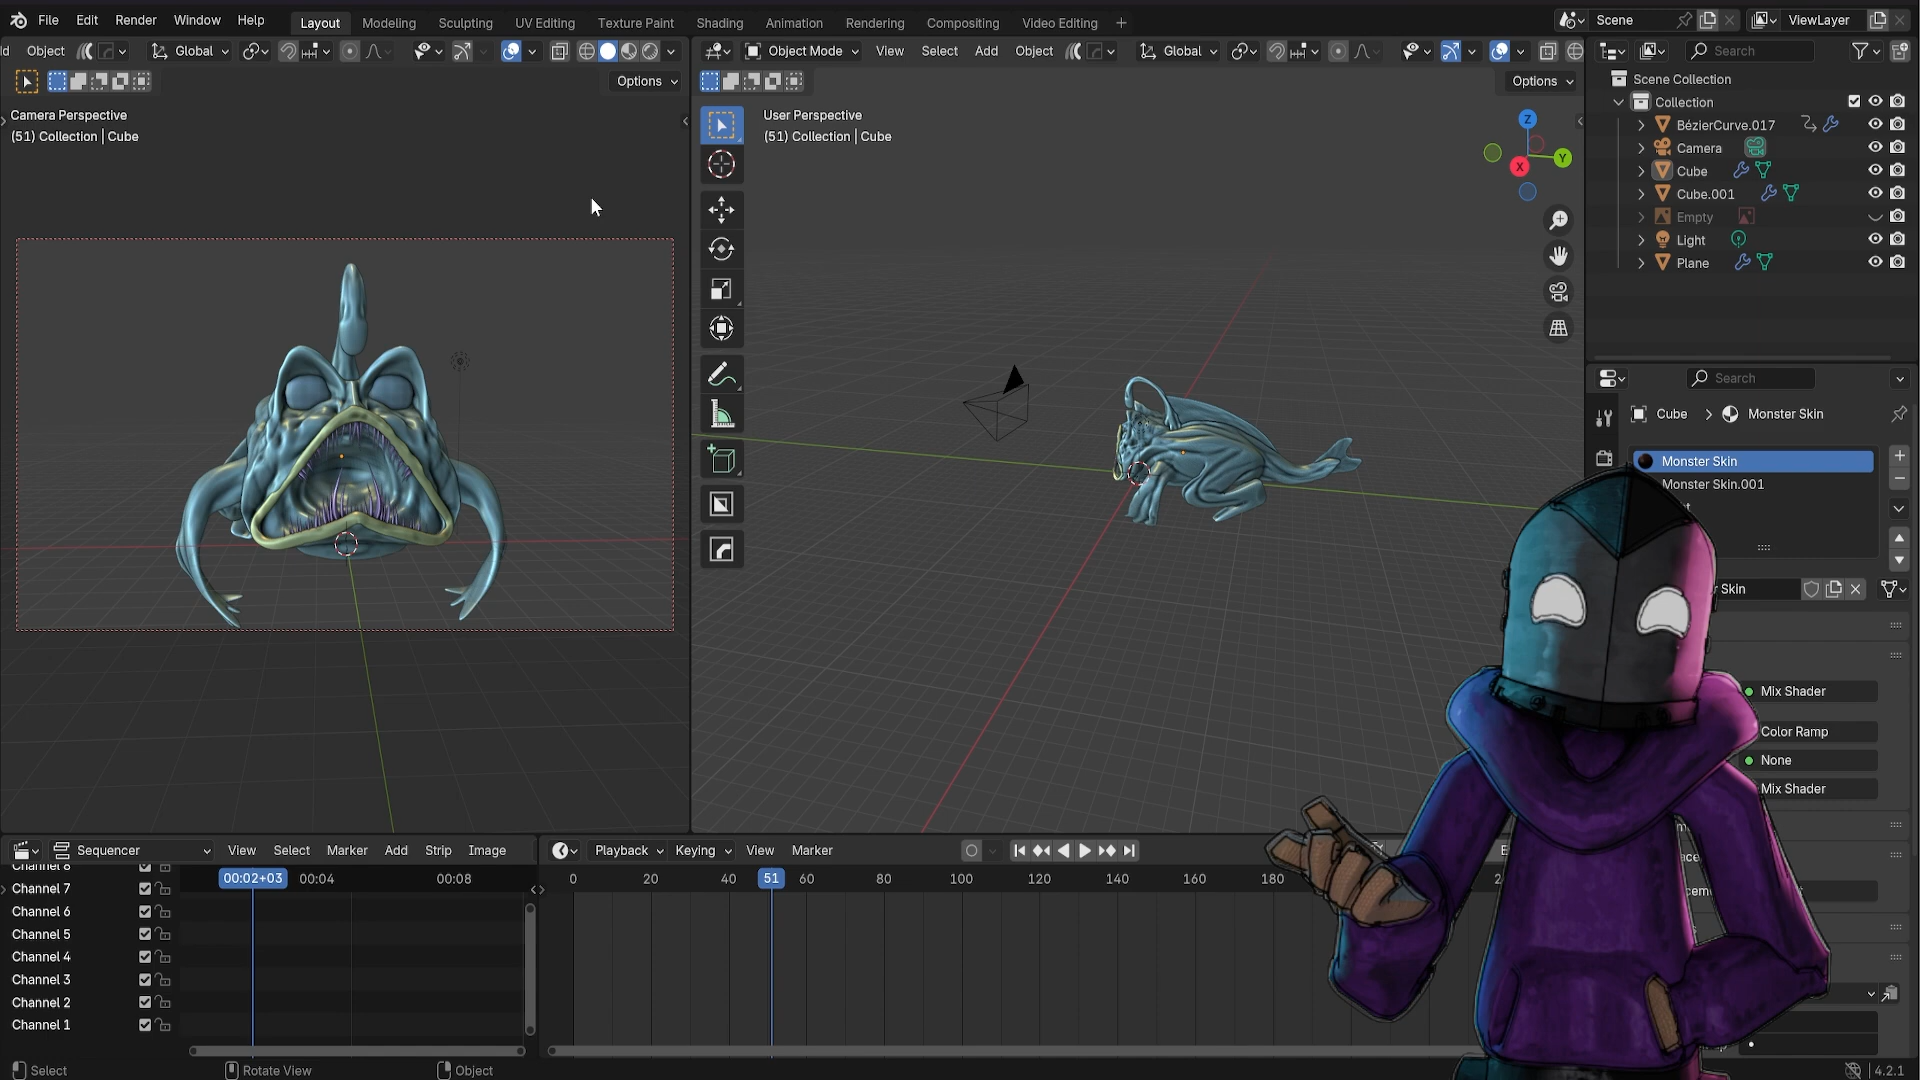 File Edit Render Window Help Layout Modeling Sculpting UV Editing Texture Paint Shading Animation Rendering Compositing Video Editing + Scene ViewLayer
Object Global Object Mode View Select Add Object Global Search
Options Options
Scene Collection
Collection
BézierCurve.017
Camera
Cube
Cube.001
Empty
Light
Plane
Camera Perspective
(51) Collection | Cube
User Perspective
(51) Collection | Cube
Z
Y
X
Search
Cube > Monster Skin
Monster Skin
Monster Skin.001
Skin
Mix Shader
Color Ramp
None
Mix Shader
Sequencer View Select Marker Add Strip Image
Playback Keying View Marker
00:02+03 00:04 00:08
0 20 40 51 60 80 100 120 140 160 180
Channel 8
Channel 7
Channel 6
Channel 5
Channel 4
Channel 3
Channel 2
Channel 1
Select Rotate View Object 4.2.1